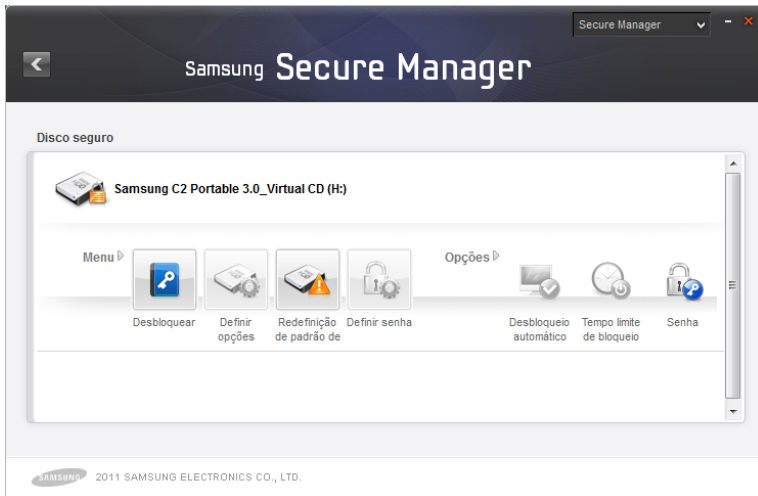 Secure Manager
Samsung Secure Manager
Disco seguro
Samsung C2 Portable 3.0_Virtual CD (H:)
Menu
Opções
Desbloquear
Definir
opções
Redefinição
de padrão de
Definir senha
Desbloqueio
automático
Tempo limite
de bloqueio
Senha
SAMSUNG 2011 SAMSUNG ELECTRONICS CO., LTD.